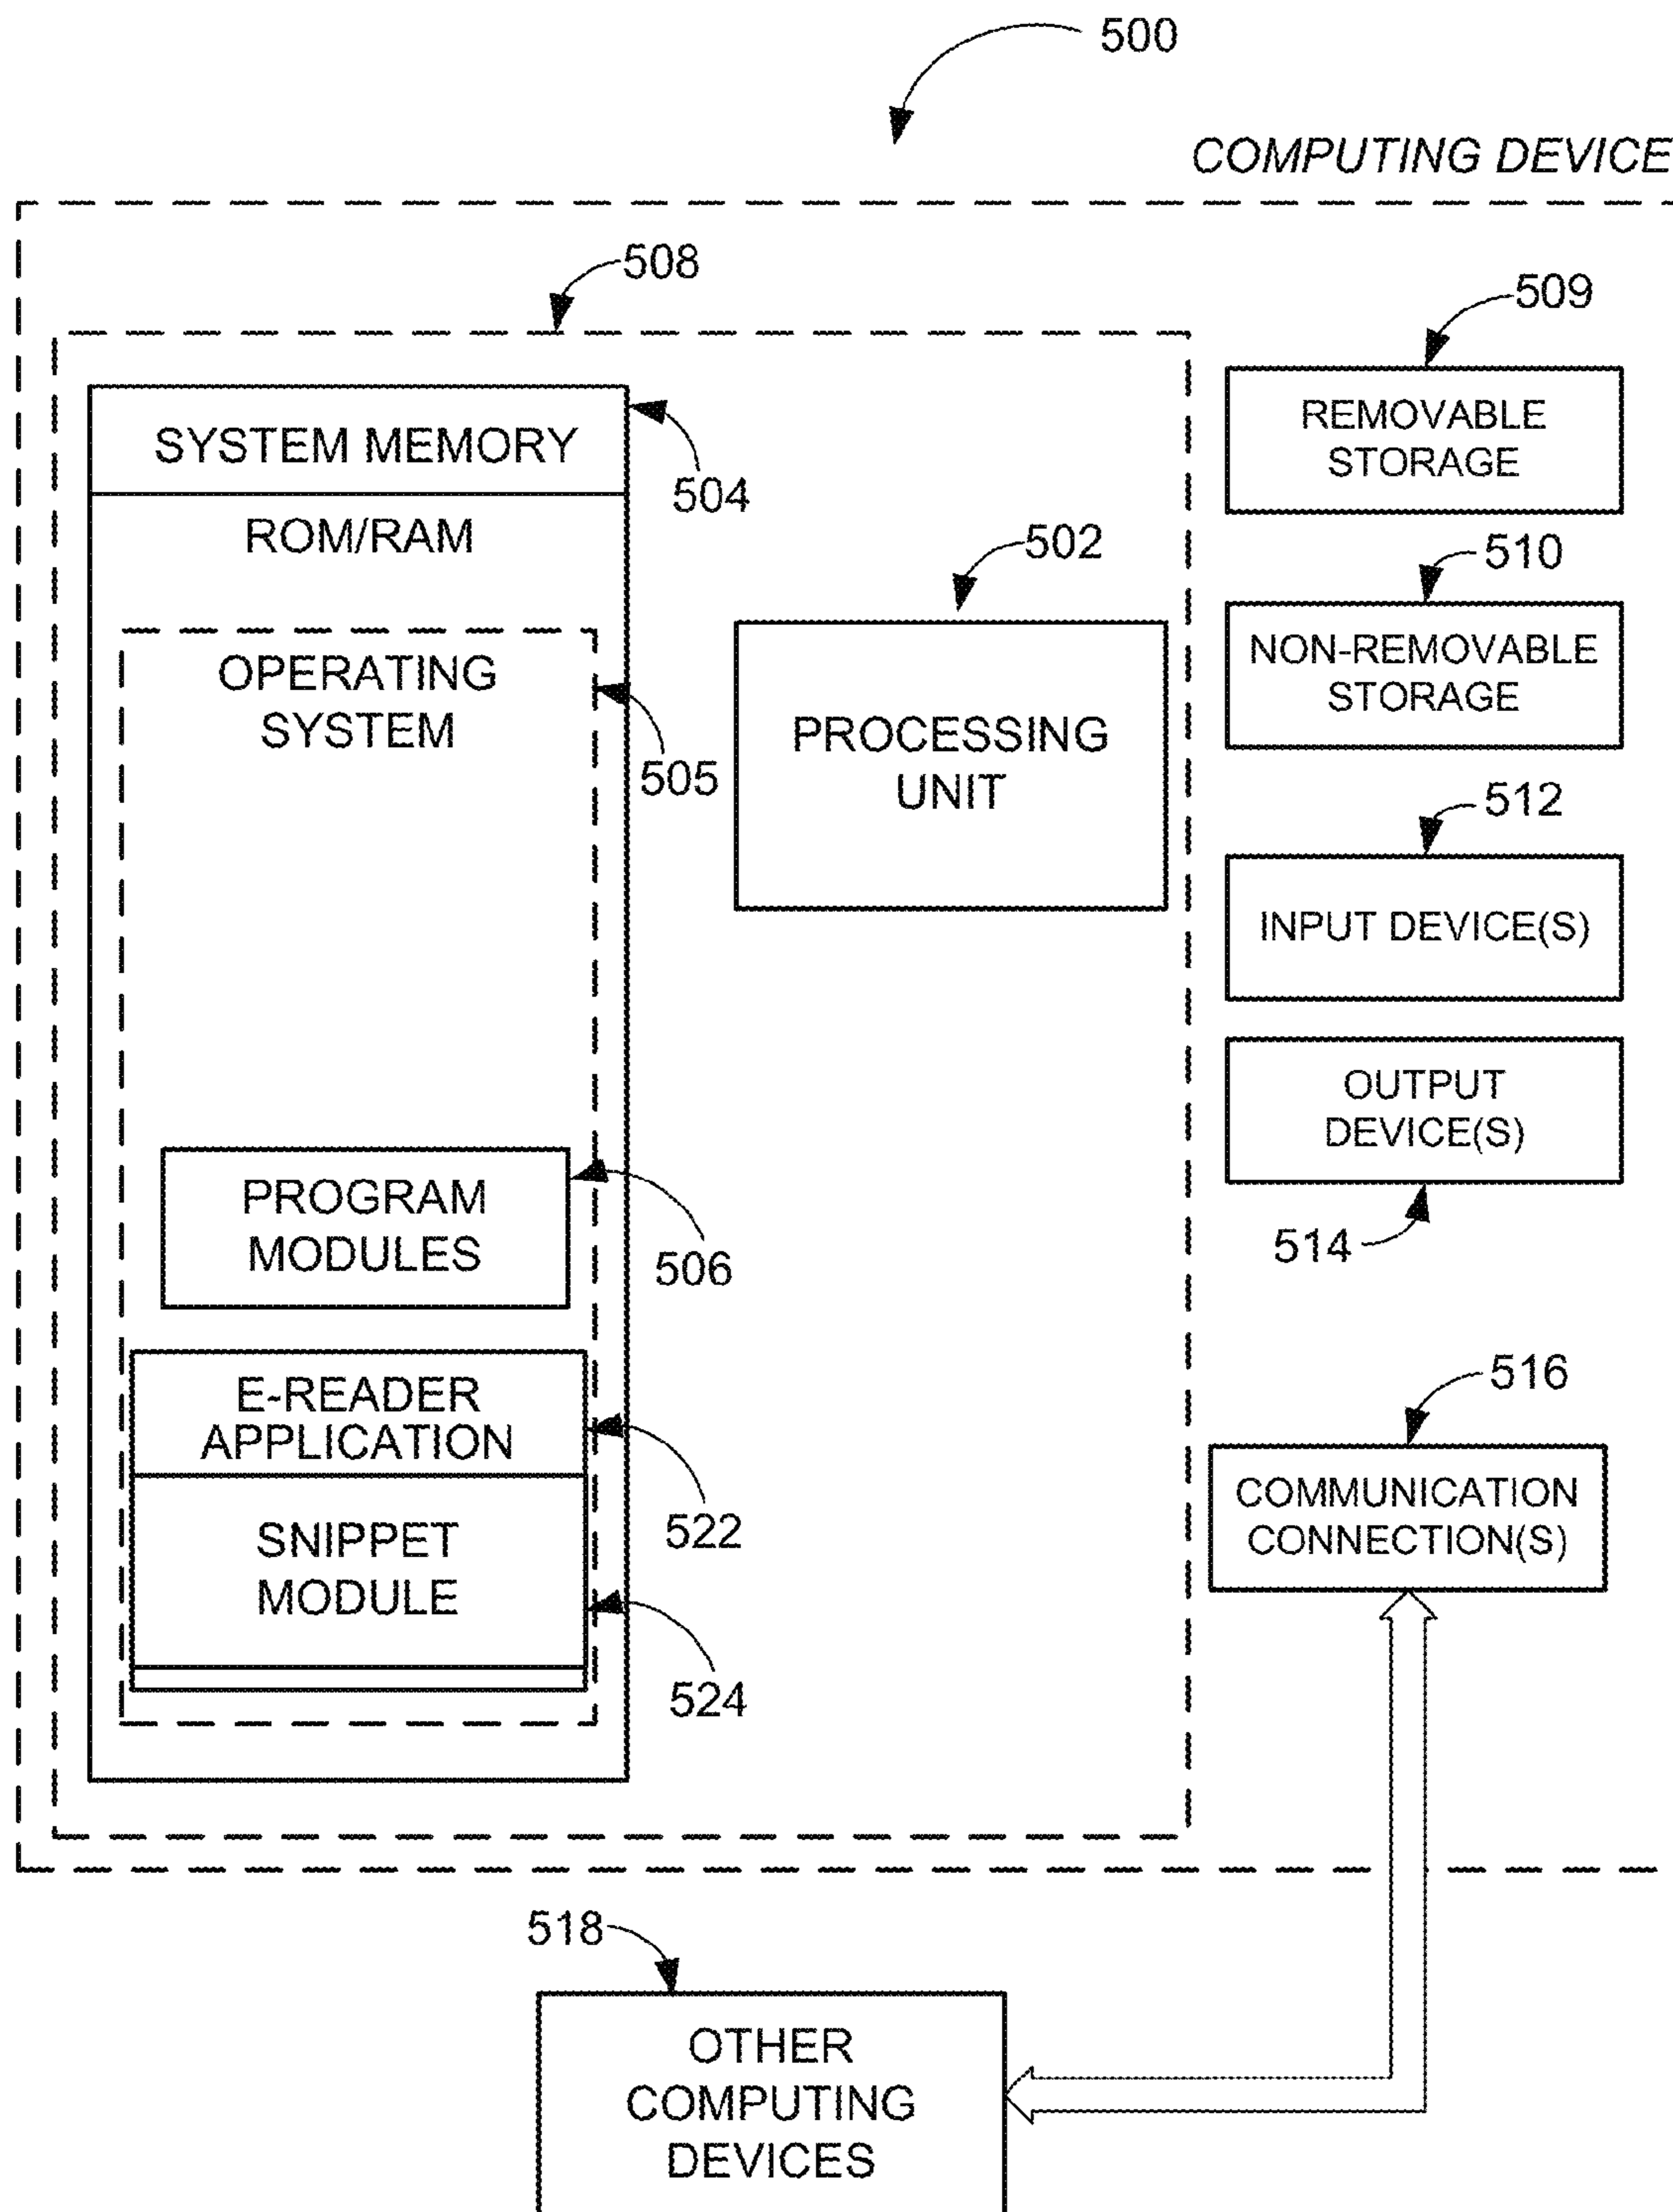 500
COMPUTING DEVICE
508
509
SYSTEM MEMORY
504
REMOVABLE
STORAGE
ROM/RAM
502
510
OPERATING
SYSTEM
505
PROCESSING
UNIT
NON-REMOVABLE
STORAGE
512
INPUT DEVICE(S)
OUTPUT
DEVICE(S)
514
PROGRAM
MODULES
506
E-READER
APPLICATION
522
516
COMMUNICATION
CONNECTION(S)
SNIPPET
MODULE
524
518
OTHER
COMPUTING
DEVICES